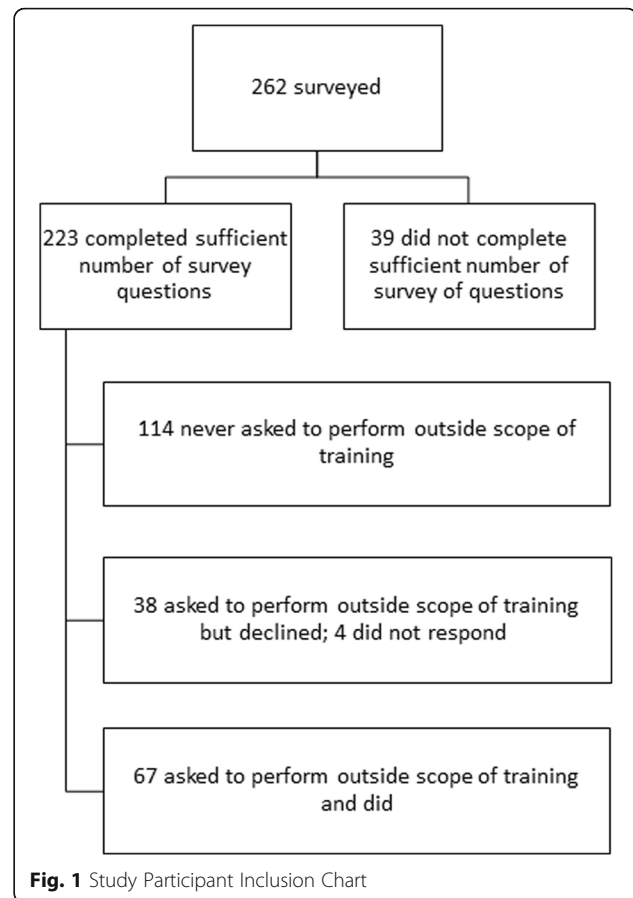 262 surveyed
223 completed sufficient
number of survey
questions
39 did not complete
sufficient number of
survey of questions
114 never asked to perform outside scope of
training
38 asked to perform outside scope of training
but declined; 4 did not respond
67 asked to perform outside scope of training
and did
Fig. 1 Study Participant Inclusion Chart